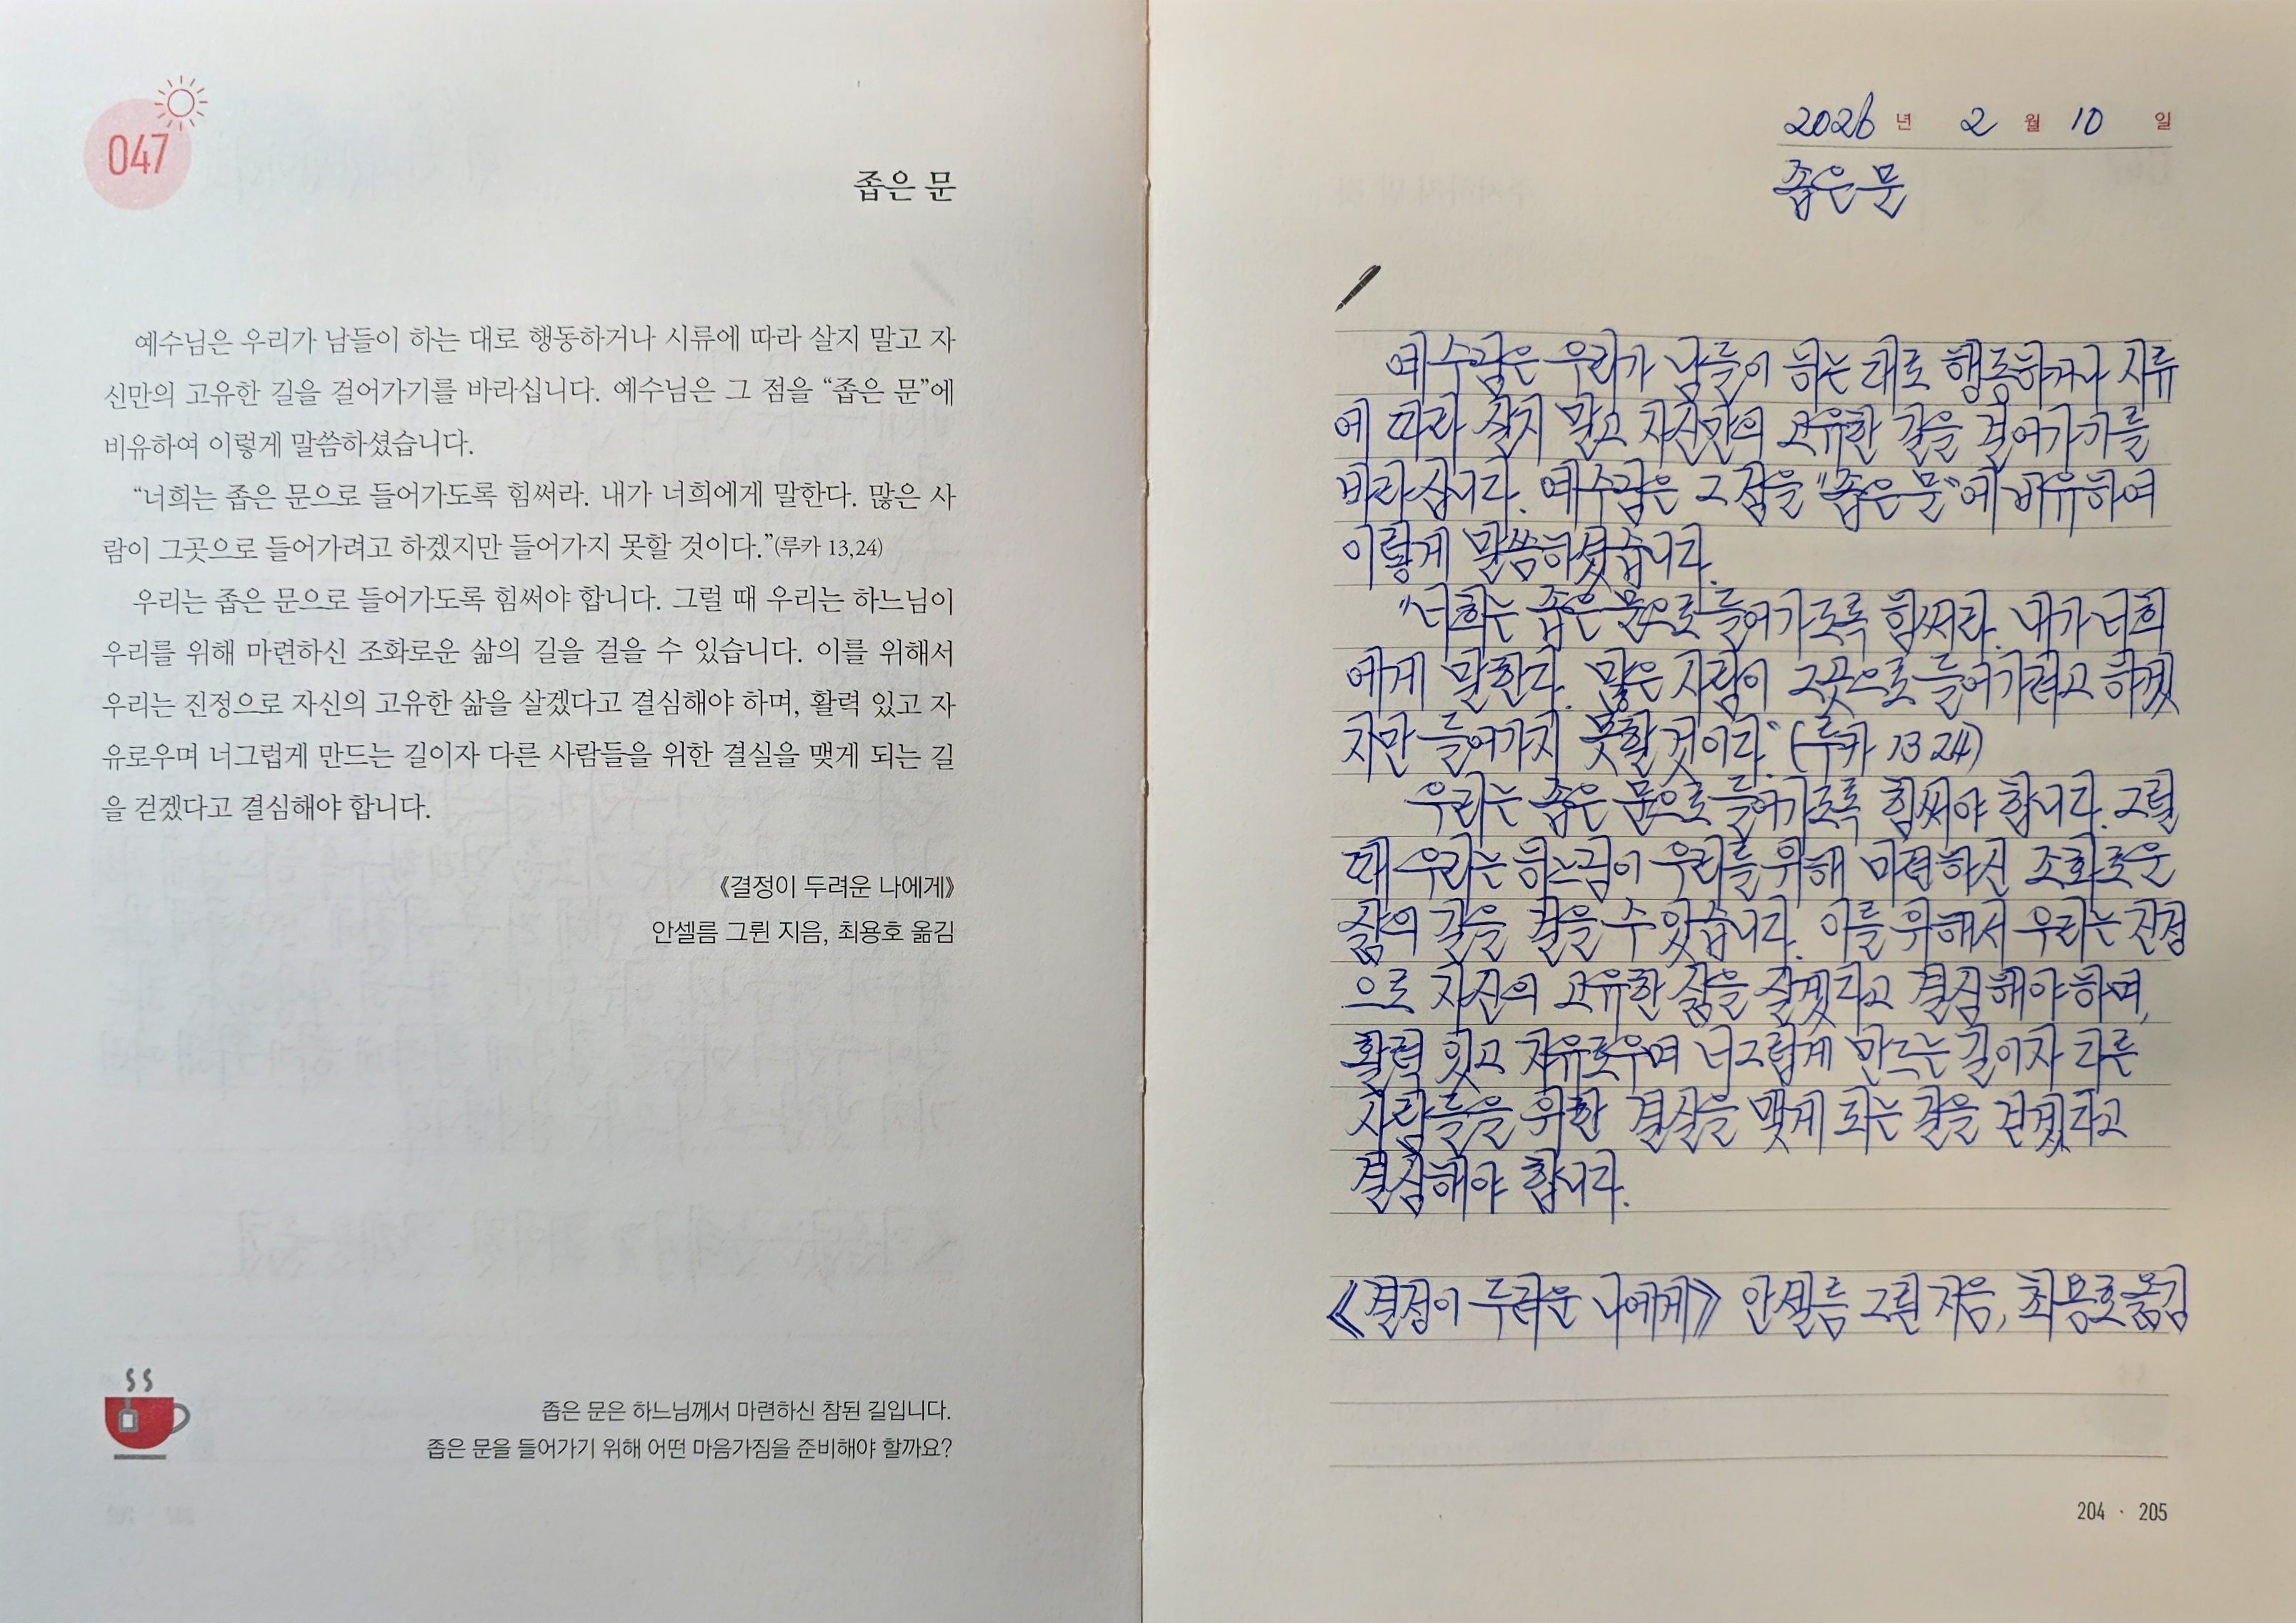 047
좁은 문
예수님은 우리가 남들이 하는 대로 행동하거나 시류에 따라 살지 말고 자
신만의 고유한 길을 걸어가기를 바라십니다. 예수님은 그 점을 “좁은 문”에
비유하여 이렇게 말씀하셨습니다.
“너희는 좁은 문으로 들어가도록 힘써라. 내가 너희에게 말한다. 많은 사
람이 그곳으로 들어가려고 하겠지만 들어가지 못할 것이다.”(루카 13,24)
우리는 좁은 문으로 들어가도록 힘써야 합니다. 그럴 때 우리는 하느님이
우리를 위해 마련하신 조화로운 삶의 길을 걸을 수 있습니다. 이를 위해서
우리는 진정으로 자신의 고유한 삶을 살겠다고 결심해야 하며, 활력 있고 자
유로우며 너그럽게 만드는 길이자 다른 사람들을 위한 결실을 맺게 되는 길
을 걷겠다고 결심해야 합니다.
《결정이 두려운 나에게》
안셀름 그륀 지음, 최용호 옮김
좁은 문은 하느님께서 마련하신 참된 길입니다.
좁은 문을 들어가기 위해 어떤 마음가짐을 준비해야 할까요?
2026 년 2 월 10 일
좁은 문
예수님은 우리가 남들이 하는 대로 행동하거나 시류
에 따라 살지 말고 자신만의 고유한 길을 걸어가기를
바라십니다. 예수님은 그 점을 "좁은 문"에 비유하여
이렇게 말씀하셨습니다.
"너희는 좁은 문으로 들어가도록 힘써라. 내가 너희
에게 말한다. 많은 사람이 그곳으로 들어가려고 하겠
지만 들어가지 못할 것이다." (루카 13 24)
우리는 좁은 문으로 들어가도록 힘써야 합니다. 그럴
때 우리는 하느님이 우리를 위해 마련하신 조화로운
삶의 길을 걸을 수 있습니다. 이를 위해서 우리는 진정
으로 자신의 고유한 삶을 살겠다고 결심해야 하며,
활력 있고 자유로우며 너그럽게 만드는 길이자 다른
사람들을 위한 결실을 맺게 되는 길을 걷겠다고
결심해야 합니다.
《결정이 두려운 나에게》 안셀름 그륀 지음, 최용호 옮김
204 · 205